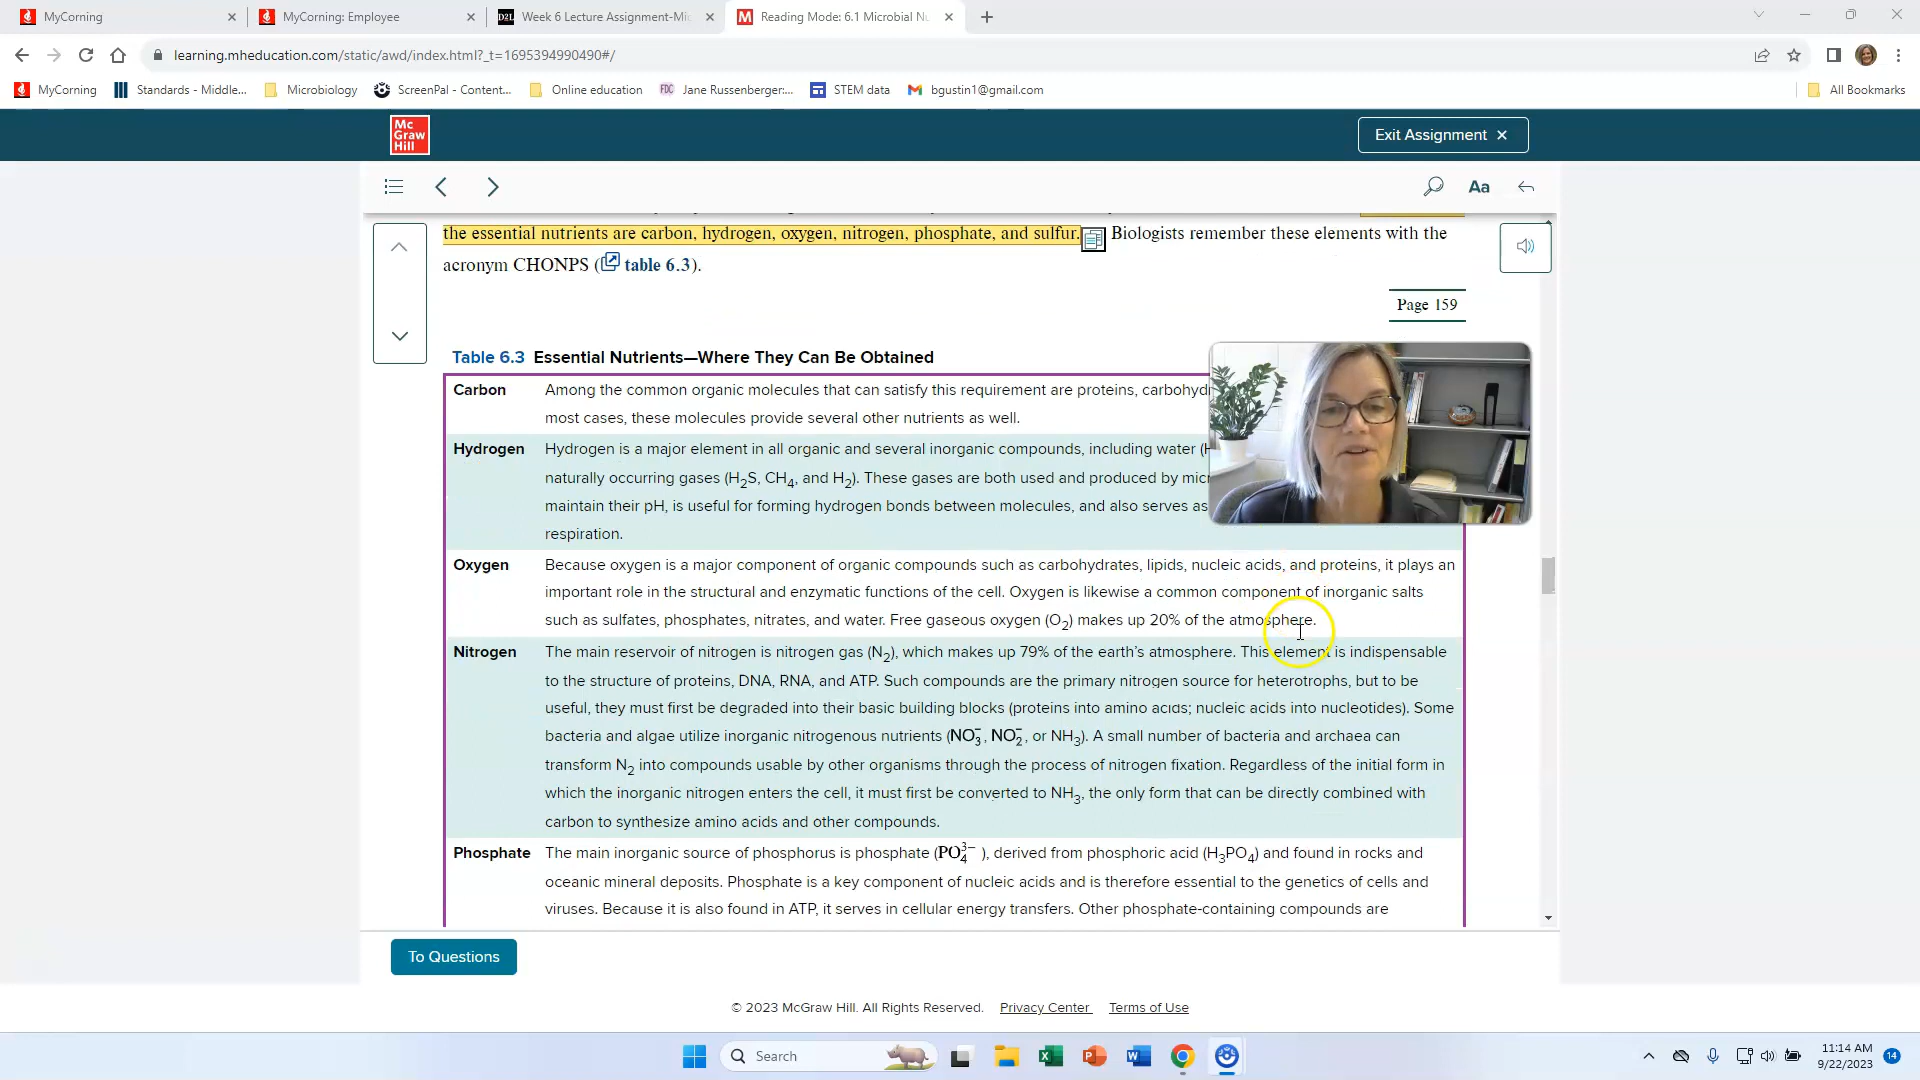 MyCorning
MyCorning: Employee
D2L Week 6 Lecture Assignment-Mi
M Reading Mode: 6.1 Microbial Nu
learning.mheducation.com/static/awd/index.html?_t=1695394990490#/
MyCorning
Standards - Middle...
Microbiology
ScreenPal - Content...
Online education
FDC Jane Russenberger:...
STEM data
bgustin1@gmail.com
All Bookmarks
Mc
Graw
Hill
Exit Assignment ×
Aa
the essential nutrients are carbon, hydrogen, oxygen, nitrogen, phosphate, and sulfur. Biologists remember these elements with the
acronym CHONPS ( table 6.3).
Page 159
Table 6.3 Essential Nutrients—Where They Can Be Obtained
Carbon Among the common organic molecules that can satisfy this requirement are proteins, carbohyd
most cases, these molecules provide several other nutrients as well.
Hydrogen Hydrogen is a major element in all organic and several inorganic compounds, including water (H
naturally occurring gases (H₂S, CH₄, and H₂). These gases are both used and produced by mic
maintain their pH, is useful for forming hydrogen bonds between molecules, and also serves as
respiration.
Oxygen Because oxygen is a major component of organic compounds such as carbohydrates, lipids, nucleic acids, and proteins, it plays an
important role in the structural and enzymatic functions of the cell. Oxygen is likewise a common component of inorganic salts
such as sulfates, phosphates, nitrates, and water. Free gaseous oxygen (O₂) makes up 20% of the atmosphere.
Nitrogen The main reservoir of nitrogen is nitrogen gas (N₂), which makes up 79% of the earth's atmosphere. This element is indispensable
to the structure of proteins, DNA, RNA, and ATP. Such compounds are the primary nitrogen source for heterotrophs, but to be
useful, they must first be degraded into their basic building blocks (proteins into amino acids; nucleic acids into nucleotides). Some
bacteria and algae utilize inorganic nitrogenous nutrients (NO₃⁻, NO₂⁻, or NH₃). A small number of bacteria and archaea can
transform N₂ into compounds usable by other organisms through the process of nitrogen fixation. Regardless of the initial form in
which the inorganic nitrogen enters the cell, it must first be converted to NH₃, the only form that can be directly combined with
carbon to synthesize amino acids and other compounds.
Phosphate The main inorganic source of phosphorus is phosphate (PO₄³⁻ ), derived from phosphoric acid (H₃PO₄) and found in rocks and
oceanic mineral deposits. Phosphate is a key component of nucleic acids and is therefore essential to the genetics of cells and
viruses. Because it is also found in ATP, it serves in cellular energy transfers. Other phosphate-containing compounds are
To Questions
© 2023 McGraw Hill. All Rights Reserved. Privacy Center Terms of Use
Search
11:14 AM
9/22/2023
14